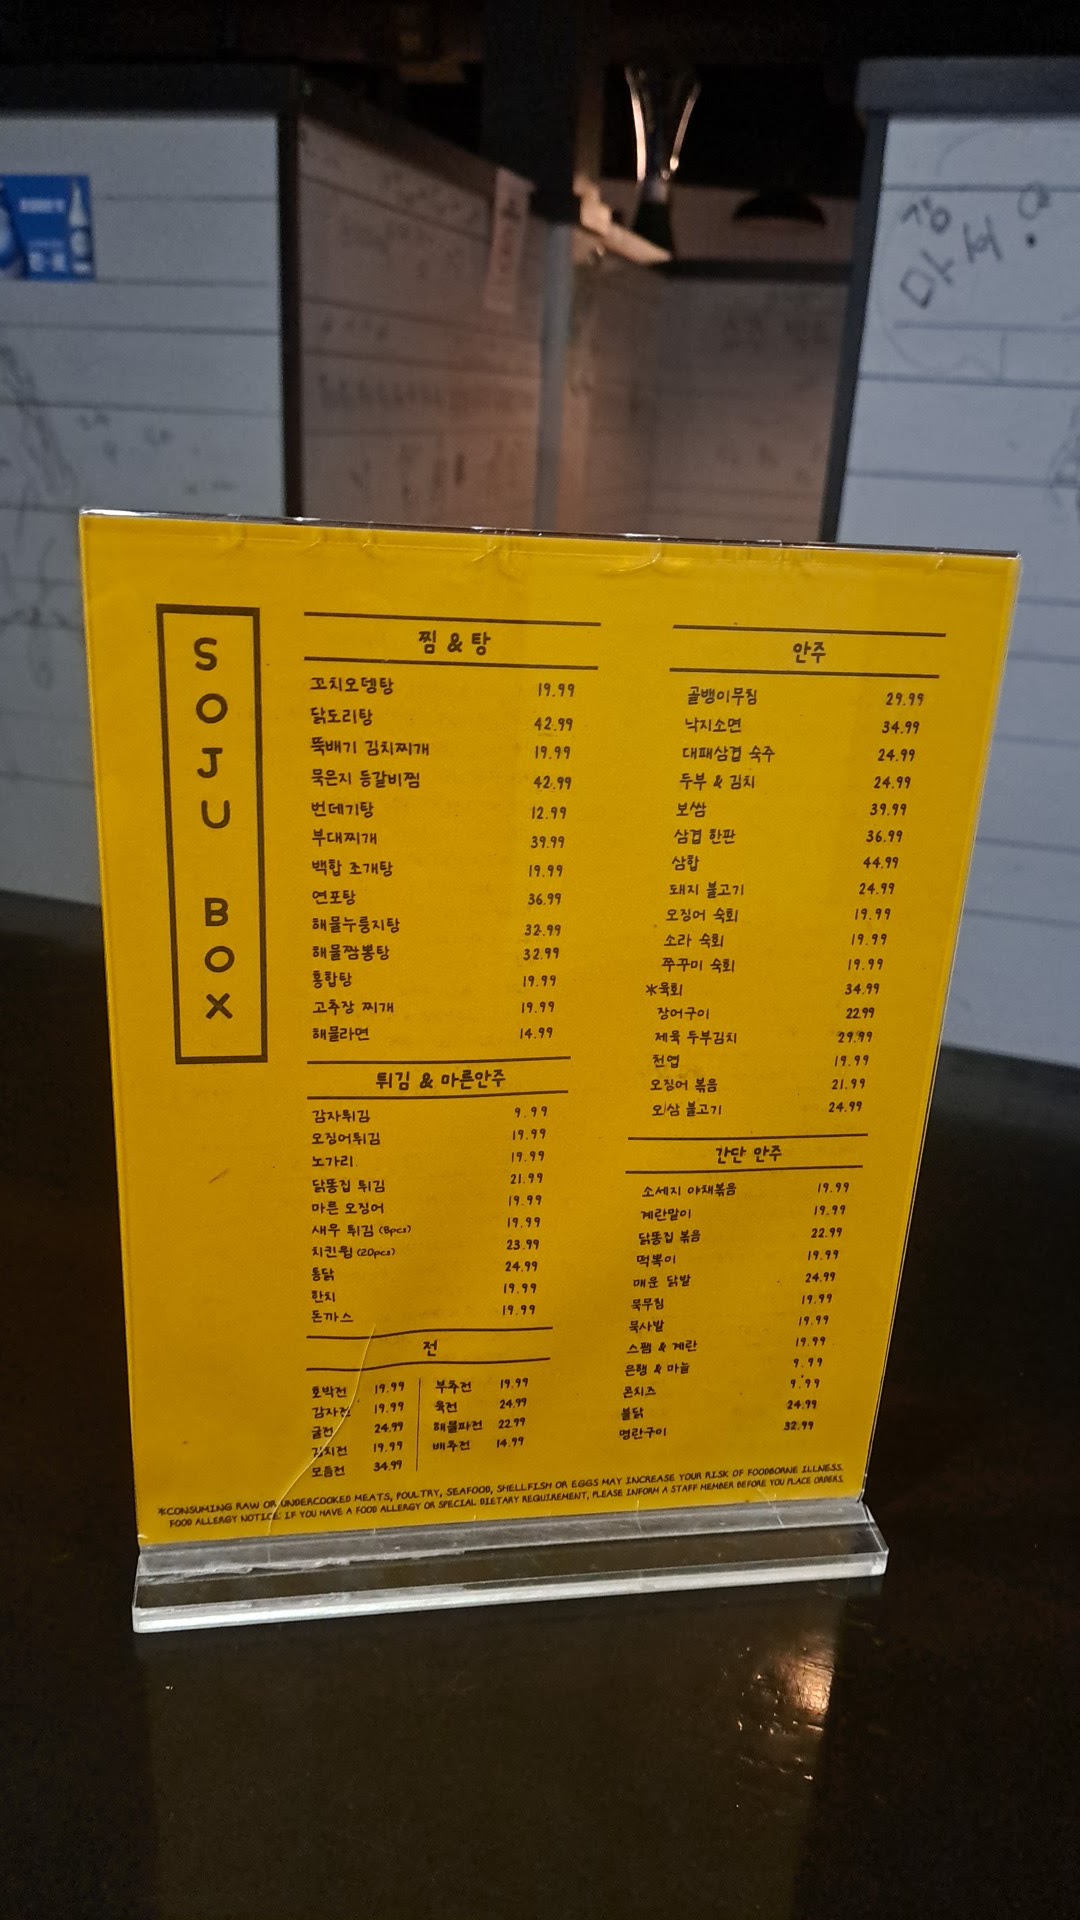 SOJU BOX
찜 & 탕
꼬치오뎅탕 19.99
닭도리탕 42.99
뚝배기 김치찌개 19.99
묵은지 등갈비찜 42.99
번데기탕 12.99
부대찌개 39.99
백합 조개탕 19.99
연포탕 36.99
해물누룽지탕 32.99
해물짬뽕탕 32.99
홍합탕 19.99
고추장 찌개 19.99
해물라면 14.99
튀김 & 마른안주
감자튀김 9.99
오징어튀김 19.99
노가리 19.99
닭똥집 튀김 21.99
마른 오징어 19.99
새우 튀김 (8pcs) 19.99
치킨윙 (20pcs) 23.99
통닭 24.99
한치 19.99
돈까스 19.99
전
호박전 19.99 부추전 19.99
감자전 19.99 육전 24.99
굴전 24.99 해물파전 22.99
김치전 19.99 배추전 14.99
모듬전 34.99
안주
골뱅이무침 29.99
낙지소면 34.99
대패삼겹 숙주 24.99
두부 & 김치 24.99
보쌈 39.99
삼겹 한판 36.99
삼합 44.99
돼지 불고기 24.99
오징어 숙회 19.99
소라 숙회 19.99
쭈꾸미 숙회 19.99
*육회 34.99
장어구이 22.99
제육 두부김치 29.99
천엽 19.99
오징어 볶음 21.99
오삼 불고기 24.99
간단 안주
소세지 야채볶음 19.99
계란말이 19.99
닭똥집 볶음 22.99
떡볶이 19.99
매운 닭발 24.99
묵무침 19.99
묵사발 19.99
스팸 & 계란 19.99
은행 & 마늘 9.99
콘치즈 9.99
불닭 24.99
명란구이 32.99
*CONSUMING RAW OR UNDERCOOKED MEATS, POULTRY, SEAFOOD, SHELLFISH OR EGGS MAY INCREASE YOUR RISK OF FOODBORNE ILLNESS.
FOOD ALLERGY NOTICE: IF YOU HAVE A FOOD ALLERGY OR SPECIAL DIETARY REQUIREMENT, PLEASE INFORM A STAFF MEMBER BEFORE YOU PLACE ORDERS.